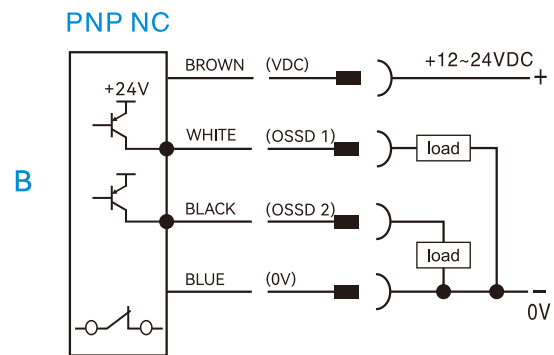 PNP NC
BROWN (VDC) +12~24VDC +
+24V
WHITE (OSSD 1) load
B
BLACK (OSSD 2)
load
BLUE (0V) -
0V